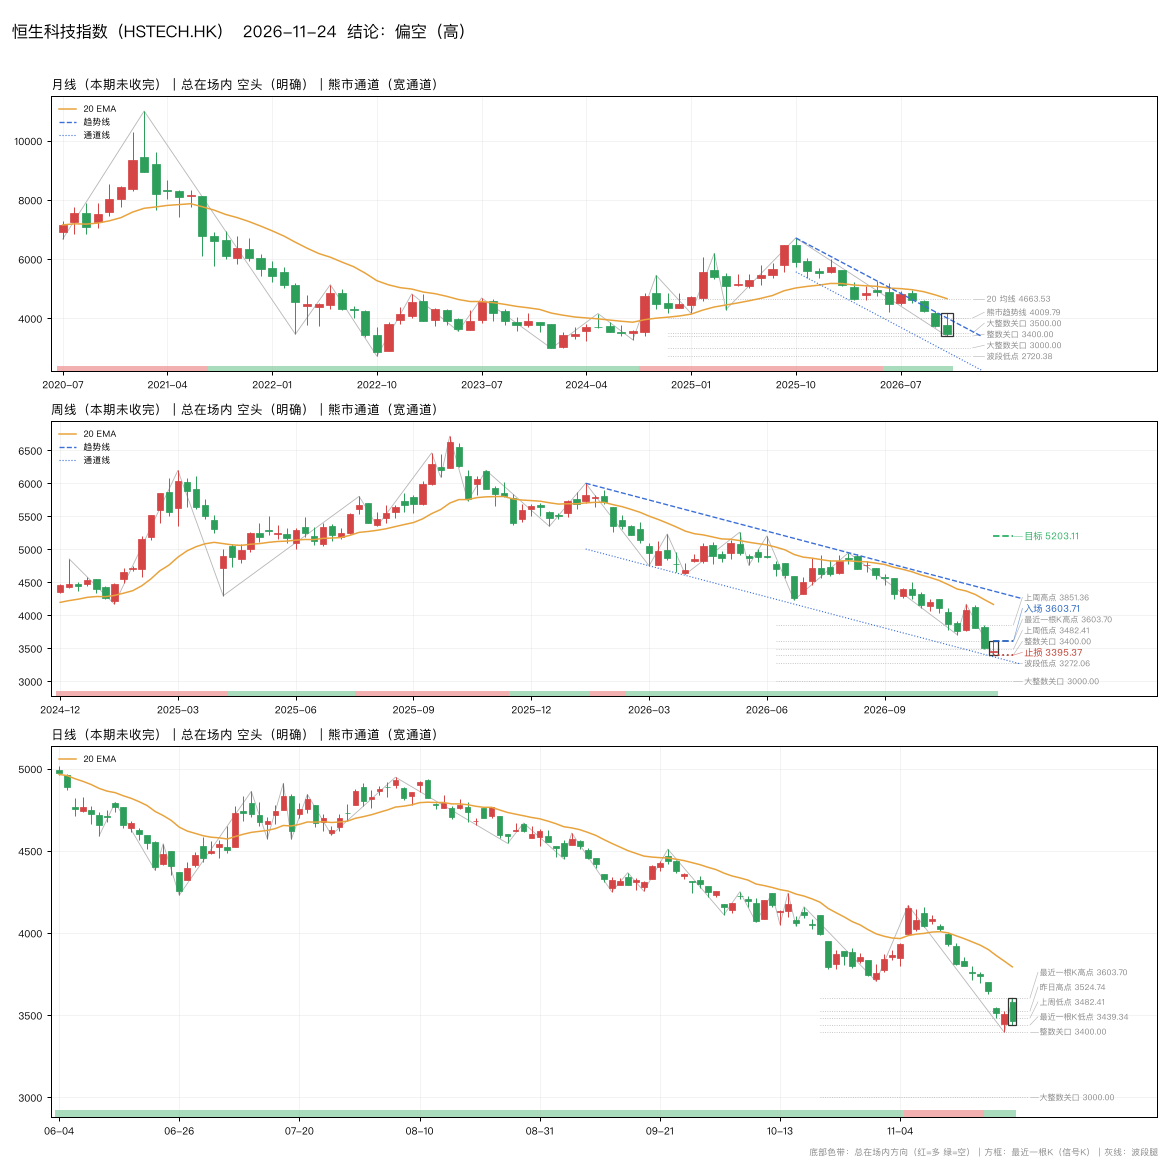 恒生科技指数（HSTECH.HK） 2026-11-24 结论：偏空（高）
月线（本期未收完）｜总在场内 空头（明确）｜熊市通道（宽通道）
20 EMA
趋势线
通道线
10000
8000
6000
4000
20 均线 4663.53
熊市趋势线 4009.79
大整数关口 3500.00
整数关口 3400.00
大整数关口 3000.00
波段低点 2720.38
2020-07 2021-04 2022-01 2022-10 2023-07 2024-04 2025-01 2025-10 2026-07
周线（本期未收完）｜总在场内 空头（明确）｜熊市通道（宽通道）
20 EMA
趋势线
通道线
6500
6000
5500
5000
4500
4000
3500
3000
目标 5203.11
上周高点 3851.36
入场 3603.71
最近一根K高点 3603.70
上周低点 3482.41
整数关口 3600.00
止损 3395.37
波段低点 3272.06
大整数关口 3000.00
2024-12 2025-03 2025-06 2025-09 2025-12 2026-03 2026-06 2026-09
日线（本期未收完）｜总在场内 空头（明确）｜熊市通道（宽通道）
20 EMA
5000
4500
4000
3500
3000
最近一根K高点 3603.70
昨日高点 3524.74
上周低点 3482.41
最近一根K低点 3439.34
整数关口 3400.00
大整数关口 3000.00
06-04 06-26 07-20 08-10 08-31 09-21 10-13 11-04
底部色带：总在场内方向（红=多 绿=空）｜方框：最近一根K（信号K）｜灰线：波段腿